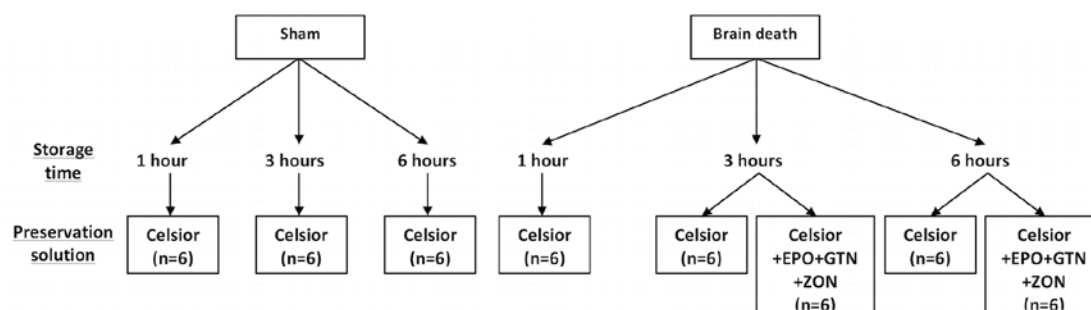 Sham
Brain death
Storage
time
1 hour
3 hours
6 hours
1 hour
3 hours
6 hours
Preservation
solution
Celsior
(n=6)
Celsior
(n=6)
Celsior
(n=6)
Celsior
(n=6)
Celsior
(n=6)
Celsior
+EPO+GTN
+ZON
(n=6)
Celsior
(n=6)
Celsior
+EPO+GTN
+ZON
(n=6)